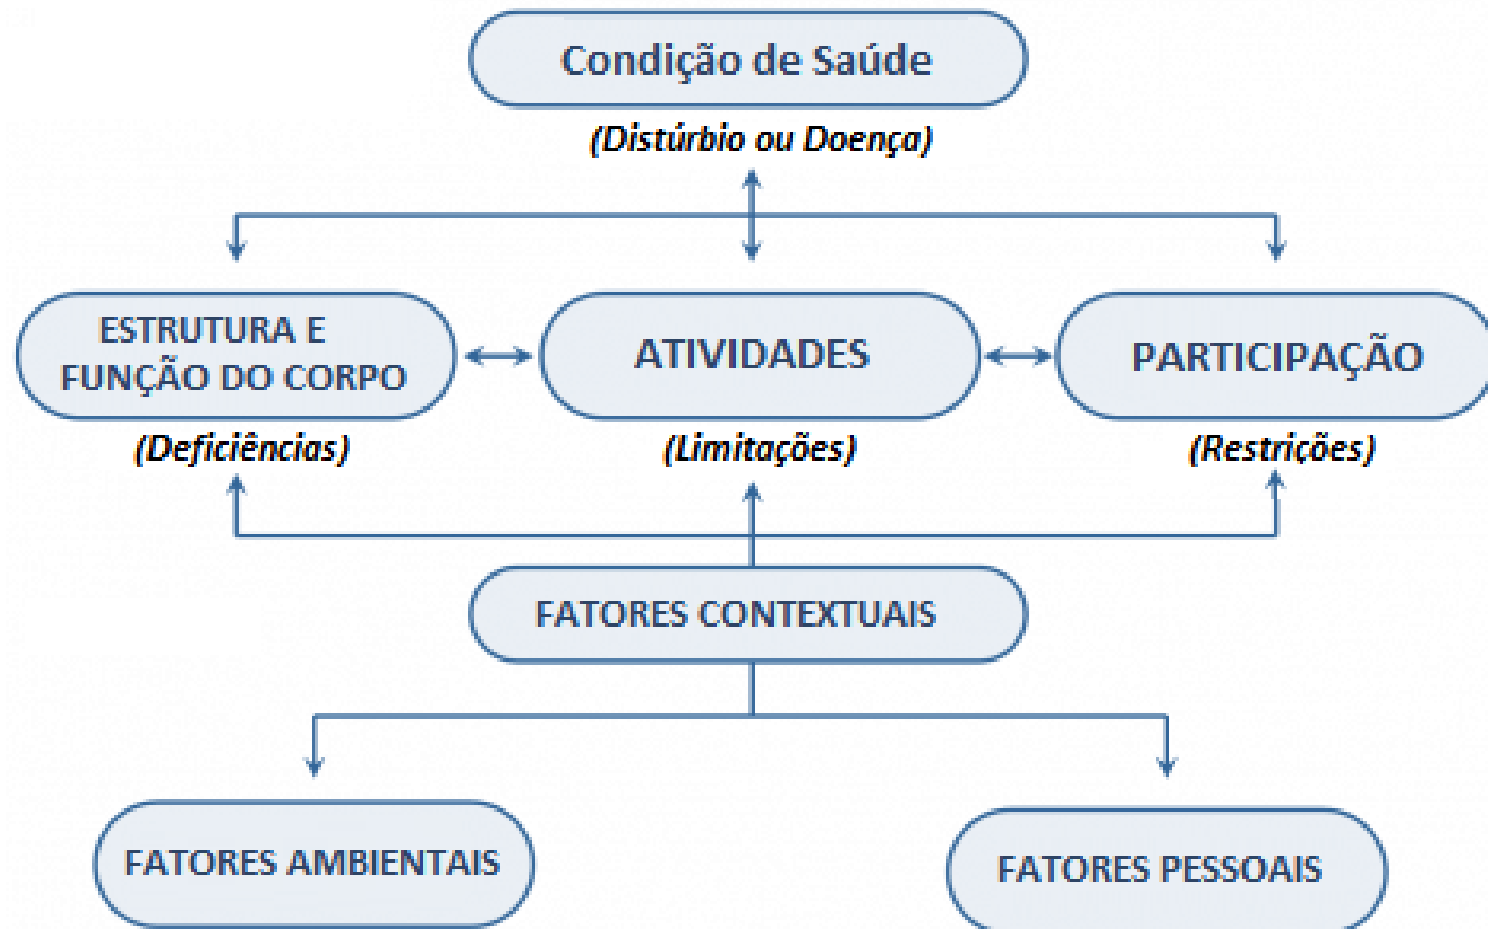 Condição de Saúde
(Distúrbio ou Doença)
ESTRUTURA E
FUNÇÃO DO CORPO
ATIVIDADES
PARTICIPAÇÃO
(Deficiências)
(Limitações)
(Restrições)
FATORES CONTEXTUAIS
FATORES AMBIENTAIS
FATORES PESSOAIS